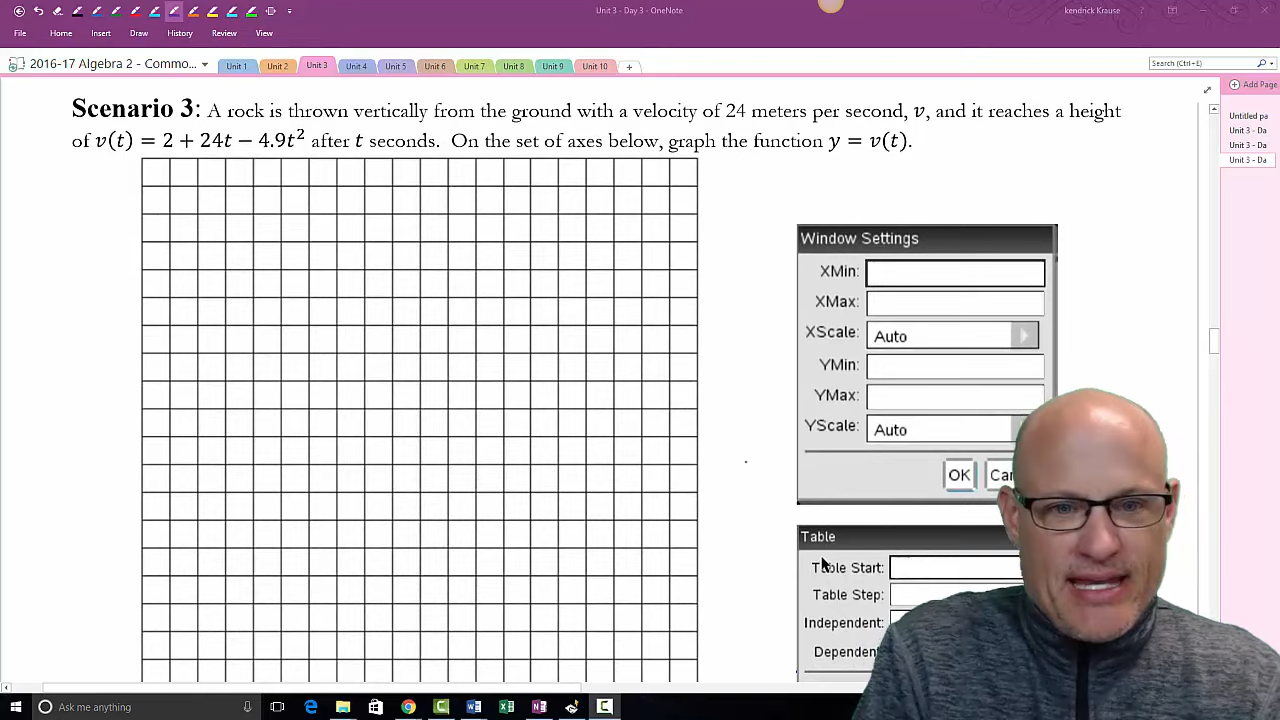 Unit 3 - Day 3 - OneNote
kendrick Krause
?
File Home Insert Draw History Review View
2016-17 Algebra 2 - Commo...
Unit 1 Unit 2 Unit 3 Unit 4 Unit 5 Unit 6 Unit 7 Unit 8 Unit 9 Unit 10 +
Search (Ctrl+E)
Add Page
Untitled pa
Unit 3 - Da
Unit 3 - Da
Unit 3 - Da
Scenario 3: A rock is thrown vertically from the ground with a velocity of 24 meters per second, v, and it reaches a height
of v(t) = 2 + 24t − 4.9t² after t seconds. On the set of axes below, graph the function y = v(t).
Window Settings
XMin:
XMax:
XScale: Auto
YMin:
YMax:
YScale: Auto
OK Can
Table
Table Start:
Table Step:
Independent:
Dependent
Ask me anything